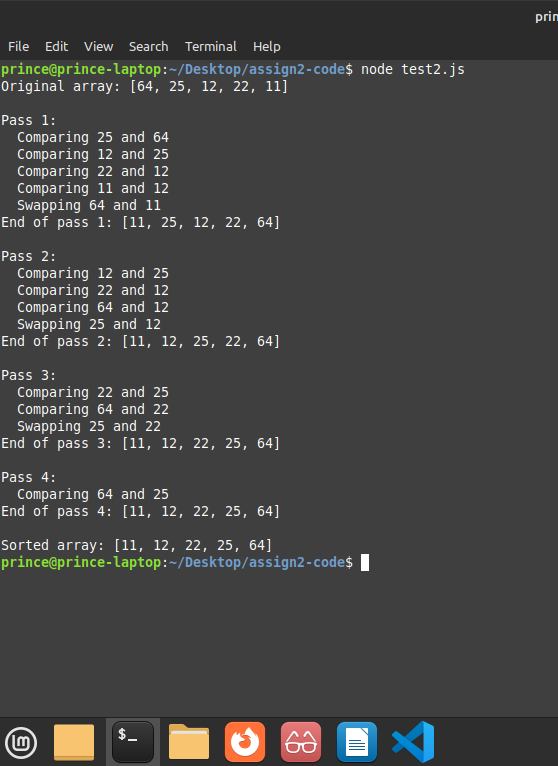 prin
File Edit View Search Terminal Help
prince@prince-laptop:~/Desktop/assign2-code$ node test2.js
Original array: [64, 25, 12, 22, 11]
Pass 1:
  Comparing 25 and 64
  Comparing 12 and 25
  Comparing 22 and 12
  Comparing 11 and 12
  Swapping 64 and 11
End of pass 1: [11, 25, 12, 22, 64]
Pass 2:
  Comparing 12 and 25
  Comparing 22 and 12
  Comparing 64 and 12
  Swapping 25 and 12
End of pass 2: [11, 12, 25, 22, 64]
Pass 3:
  Comparing 22 and 25
  Comparing 64 and 22
  Swapping 25 and 22
End of pass 3: [11, 12, 22, 25, 64]
Pass 4:
  Comparing 64 and 25
End of pass 4: [11, 12, 22, 25, 64]
Sorted array: [11, 12, 22, 25, 64]
prince@prince-laptop:~/Desktop/assign2-code$
$_